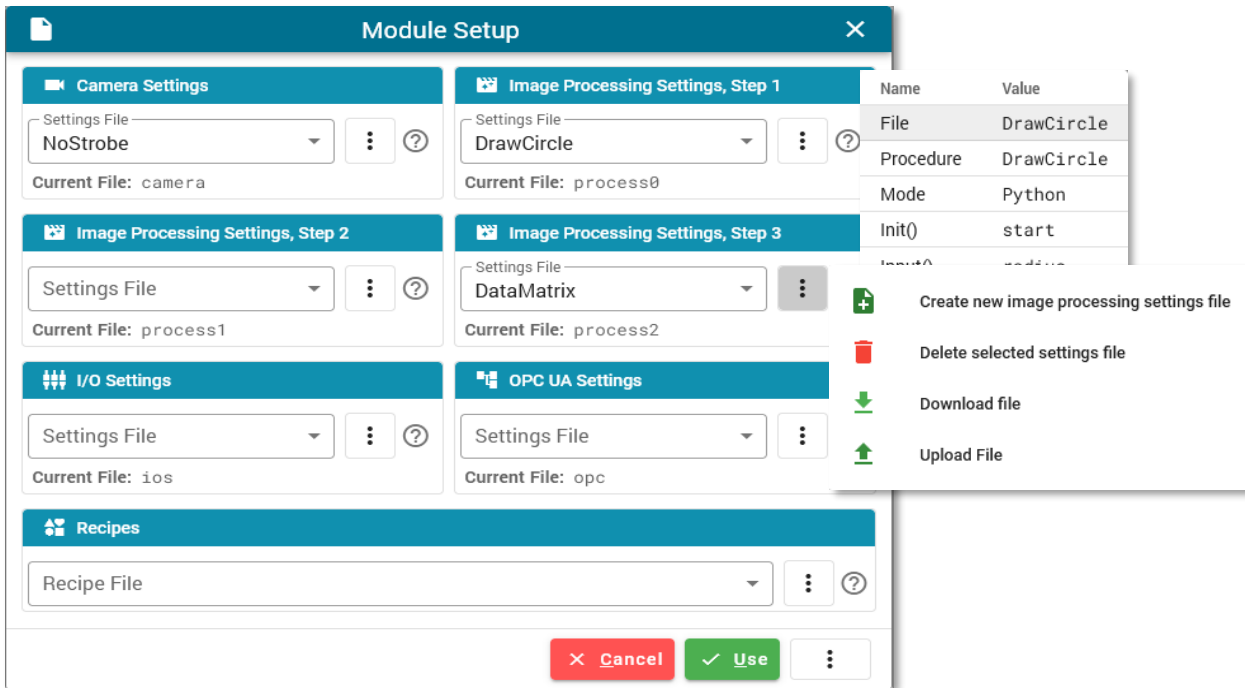 Module Setup
Camera Settings
Settings File
NoStrobe
Current File: camera
Image Processing Settings, Step 1
Settings File
DrawCircle
Current File: process0
Name Value
File DrawCircle
Procedure DrawCircle
Mode Python
Init() start
Image Processing Settings, Step 2
Settings File
Current File: process1
Image Processing Settings, Step 3
Settings File
DataMatrix
Current File: process2
Create new image processing settings file
Delete selected settings file
Download file
Upload File
I/O Settings
Settings File
Current File: ios
OPC UA Settings
Settings File
Current File: opc
Recipes
Recipe File
Cancel
Use